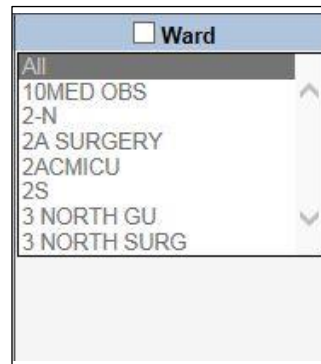 Ward
All
10MED OBS
2-N
2A SURGERY
2ACMICU
2S
3 NORTH GU
3 NORTH SURG